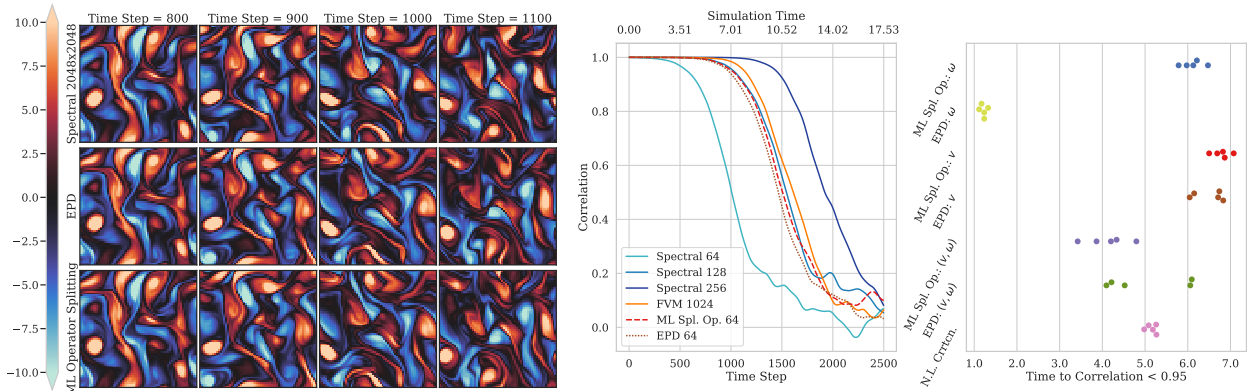 10.0
7.5
5.0
2.5
0.0
−2.5
−5.0
−7.5
−10.0
Time Step = 800
Time Step = 900
Time Step = 1000
Time Step = 1100
Spectral 2048x2048
EPD
ML Operator Splitting
Simulation Time
0.00 3.51 7.01 10.52 14.02 17.53
Correlation
1.0
0.8
0.6
0.4
0.2
0.0
Spectral 64
Spectral 128
Spectral 256
FVM 1024
ML Spl. Op. 64
EPD 64
0 500 1000 1500 2000 2500
Time Step
ML Spl. Op.: ω
EPD: ω
ML Spl. Op.: v
EPD: v
ML Spl. Op.: (v, ω)
EPD: (v, ω)
N.L. Crrtcn.
1.0 2.0 3.0 4.0 5.0 6.0 7.0
Time to Correlation < 0.95